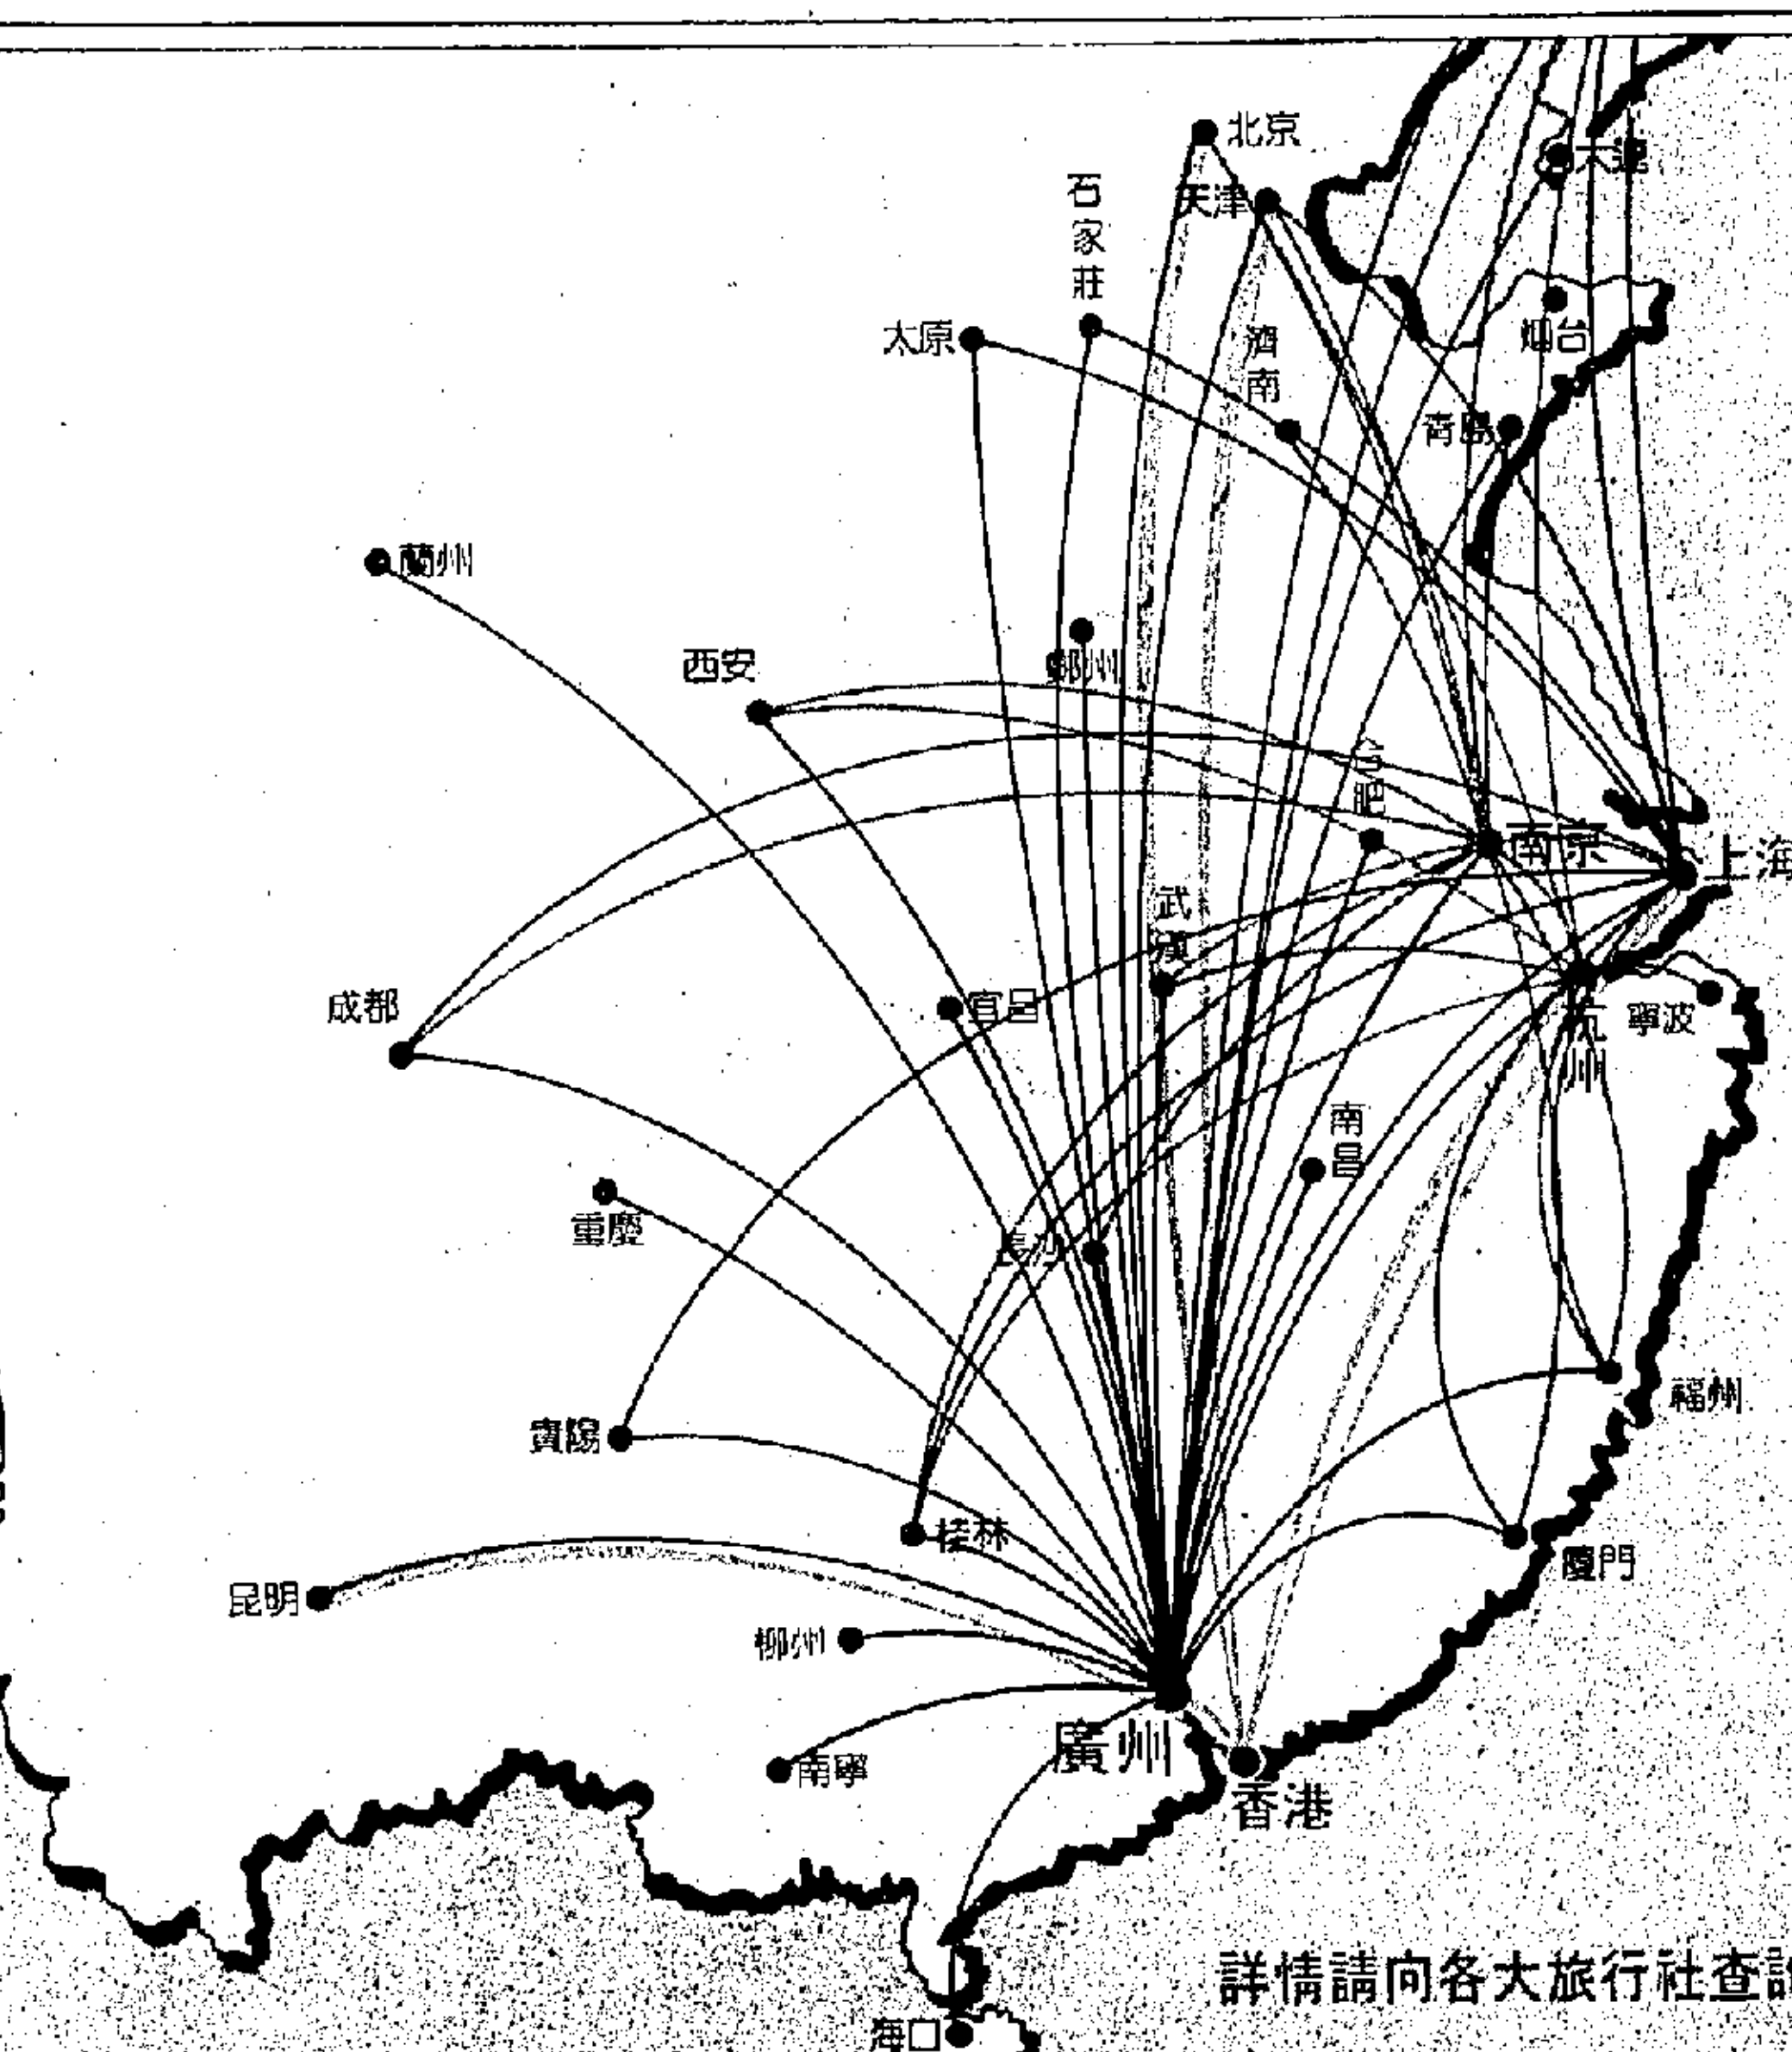 北京
大連
天津
石家莊
太原
濟南
烟台
青島
蘭州
西安
鄭州
合肥
南京
上海
武漢
宜昌
成都
杭州
寧波
南昌
重慶
長沙
福州
貴陽
桂林
廈門
昆明
柳州
廣州
南寧
香港
詳情請向各大旅行社查詢
海口